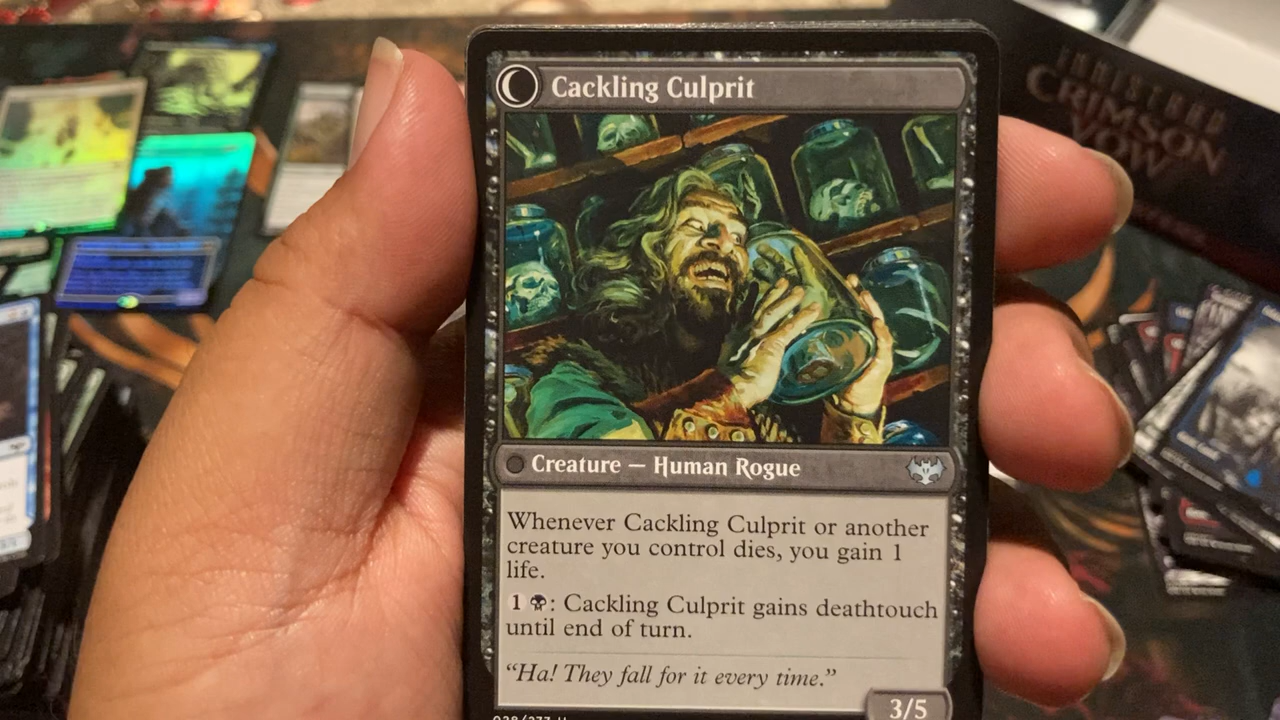 Cackling Culprit
INNISTRAD
CRIMSON
VOW
Creature — Human Rogue
Whenever Cackling Culprit or another
creature you control dies, you gain 1
life.
1 : Cackling Culprit gains deathtouch
until end of turn.
“Ha! They fall for it every time.”
3/5